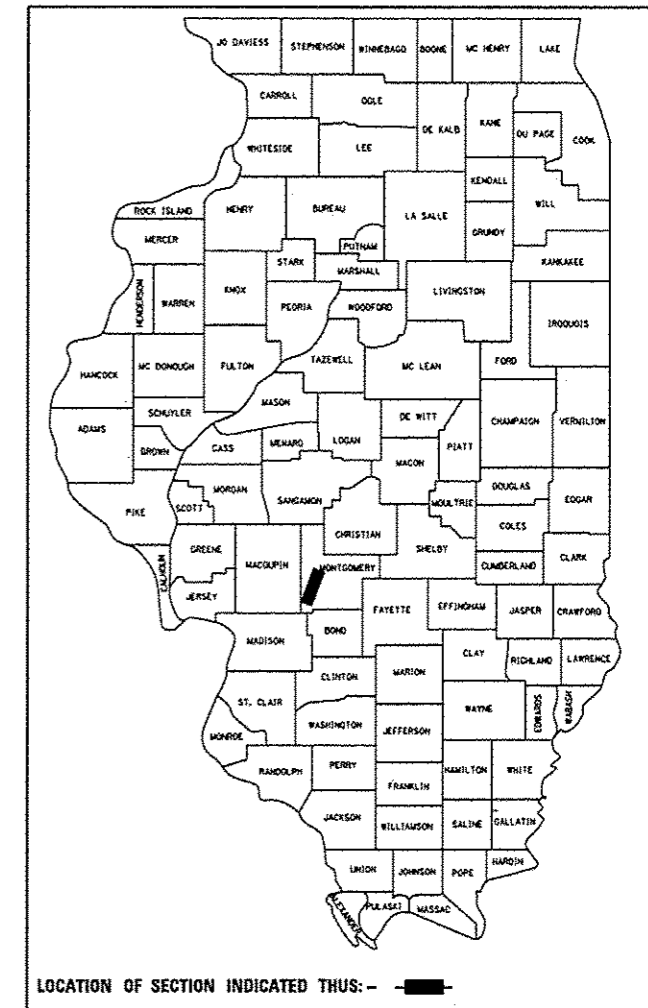 JO DAVIESS STEPHENSON WINNEBAGO BOONE MC HENRY LAKE
CARROLL OGLE DE KALB KANE DU PAGE COOK
WHITESIDE LEE KENDALL WILL
ROCK ISLAND HENRY BUREAU LA SALLE GRUNDY
MERCER PUTNAM KANKAKEE
STARK MARSHALL
HENDERSON WARREN KNOX PEORIA WOODFORD LIVINGSTON IROQUOIS
HANCOCK MC DONOUGH FULTON TAZEWELL MC LEAN FORD
MASON
SCHUYLER DE WITT CHAMPAIGN VERMILION
ADAMS BROWN CASS MENARD LOGAN PIATT
MACON
MORGAN SANGAMON DOUGLAS EDGAR
PIKE SCOTT MOULTRIE COLES
CHRISTIAN
GREENE MACOUPIN MONTGOMERY SHELBY CUMBERLAND CLARK
CALHOUN JERSEY FAYETTE EFFINGHAM JASPER CRAWFORD
MADISON BOND
CLAY RICHLAND LAWRENCE
CLINTON MARION
ST. CLAIR WAYNE EDWARDS WABASH
MONROE WASHINGTON JEFFERSON
RANDOLPH PERRY HAMILTON WHITE
FRANKLIN
JACKSON WILLIAMSON SALINE GALLATIN
UNION JOHNSON POPE HARDIN
ALEXANDER PULASKI MASSAC
LOCATION OF SECTION INDICATED THUS: - -